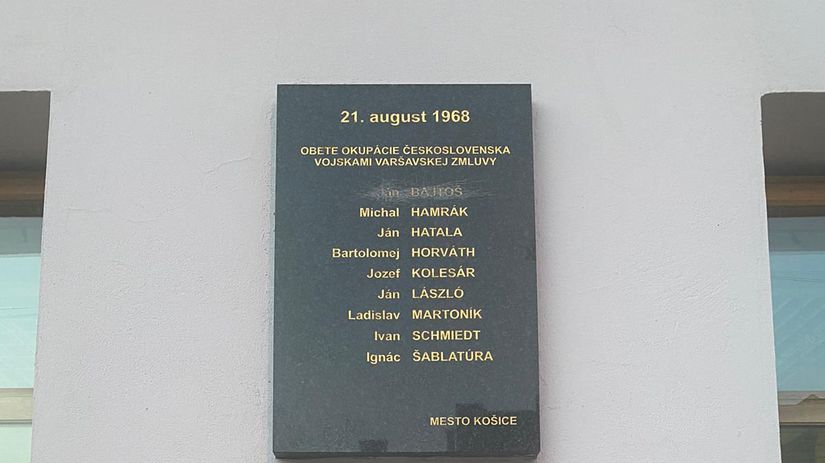 21. august 1968
OBETE OKUPÁCIE ČESKOSLOVENSKA
VOJSKAMI VARŠAVSKEJ ZMLUVY
Ján BAJTOŠ
Michal HAMRÁK
Ján HATALA
Bartolomej HORVÁTH
Jozef KOLESÁR
Ján LÁSZLÓ
Ladislav MARTONÍK
Ivan SCHMIEDT
Ignác ŠABLATÚRA
MESTO KOŠICE